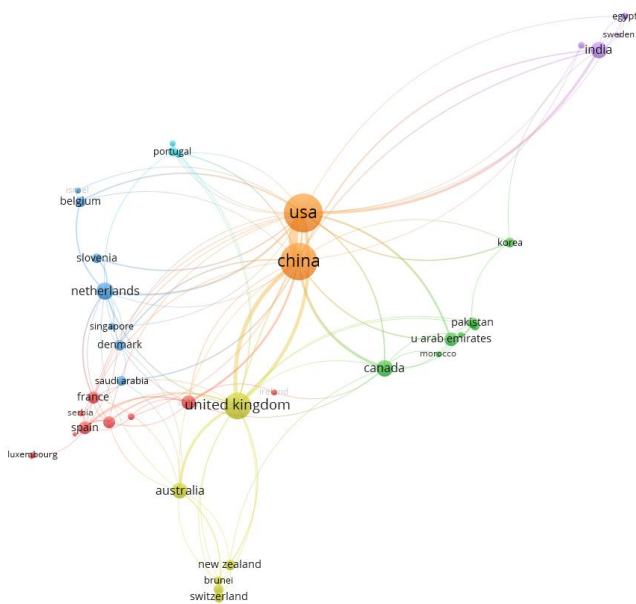 egypt
sweden
india
portugal
israel
belgium
usa
korea
slovenia
china
netherlands
singapore
pakistan
denmark
u arab emirates
morocco
canada
saudi arabia
ireland
france
united kingdom
serbia
spain
luxembourg
australia
new zealand
brunei
switzerland